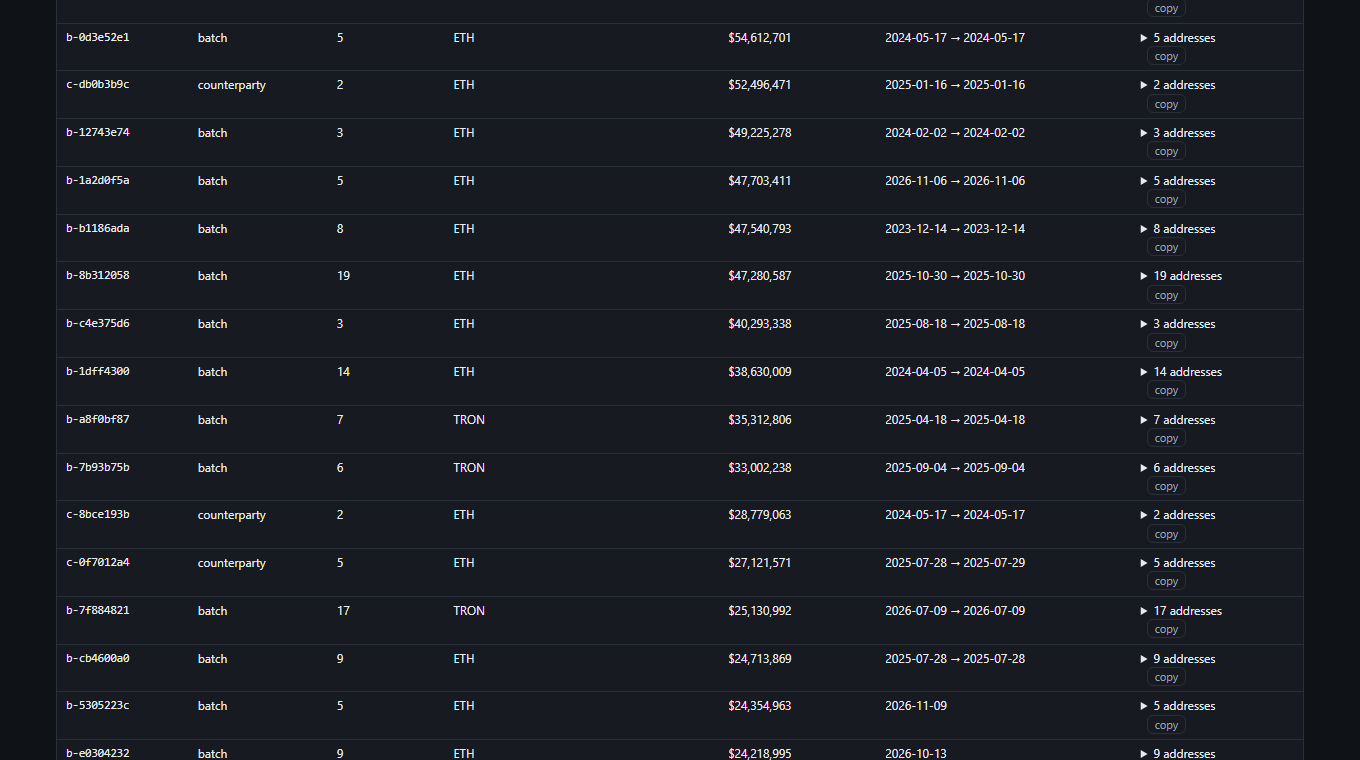 copy
b-0d3e52e1 batch 5 ETH $54,612,701 2024-05-17 → 2024-05-17 ▶ 5 addresses
copy
c-db0b3b9c counterparty 2 ETH $52,496,471 2025-01-16 → 2025-01-16 ▶ 2 addresses
copy
b-12743e74 batch 3 ETH $49,225,278 2024-02-02 → 2024-02-02 ▶ 3 addresses
copy
b-1a2d0f5a batch 5 ETH $47,703,411 2026-11-06 → 2026-11-06 ▶ 5 addresses
copy
b-b1186ada batch 8 ETH $47,540,793 2023-12-14 → 2023-12-14 ▶ 8 addresses
copy
b-8b312058 batch 19 ETH $47,280,587 2025-10-30 → 2025-10-30 ▶ 19 addresses
copy
b-c4e375d6 batch 3 ETH $40,293,338 2025-08-18 → 2025-08-18 ▶ 3 addresses
copy
b-1dff4300 batch 14 ETH $38,630,009 2024-04-05 → 2024-04-05 ▶ 14 addresses
copy
b-a8f0bf87 batch 7 TRON $35,312,806 2025-04-18 → 2025-04-18 ▶ 7 addresses
copy
b-7b93b75b batch 6 TRON $33,002,238 2025-09-04 → 2025-09-04 ▶ 6 addresses
copy
c-8bce193b counterparty 2 ETH $28,779,063 2024-05-17 → 2024-05-17 ▶ 2 addresses
copy
c-0f7012a4 counterparty 5 ETH $27,121,571 2025-07-28 → 2025-07-29 ▶ 5 addresses
copy
b-7f884821 batch 17 TRON $25,130,992 2026-07-09 → 2026-07-09 ▶ 17 addresses
copy
b-cb4600a0 batch 9 ETH $24,713,869 2025-07-28 → 2025-07-28 ▶ 9 addresses
copy
b-5305223c batch 5 ETH $24,354,963 2026-11-09 ▶ 5 addresses
copy
b-e0304232 batch 9 ETH $24,218,995 2026-10-13 ▶ 9 addresses